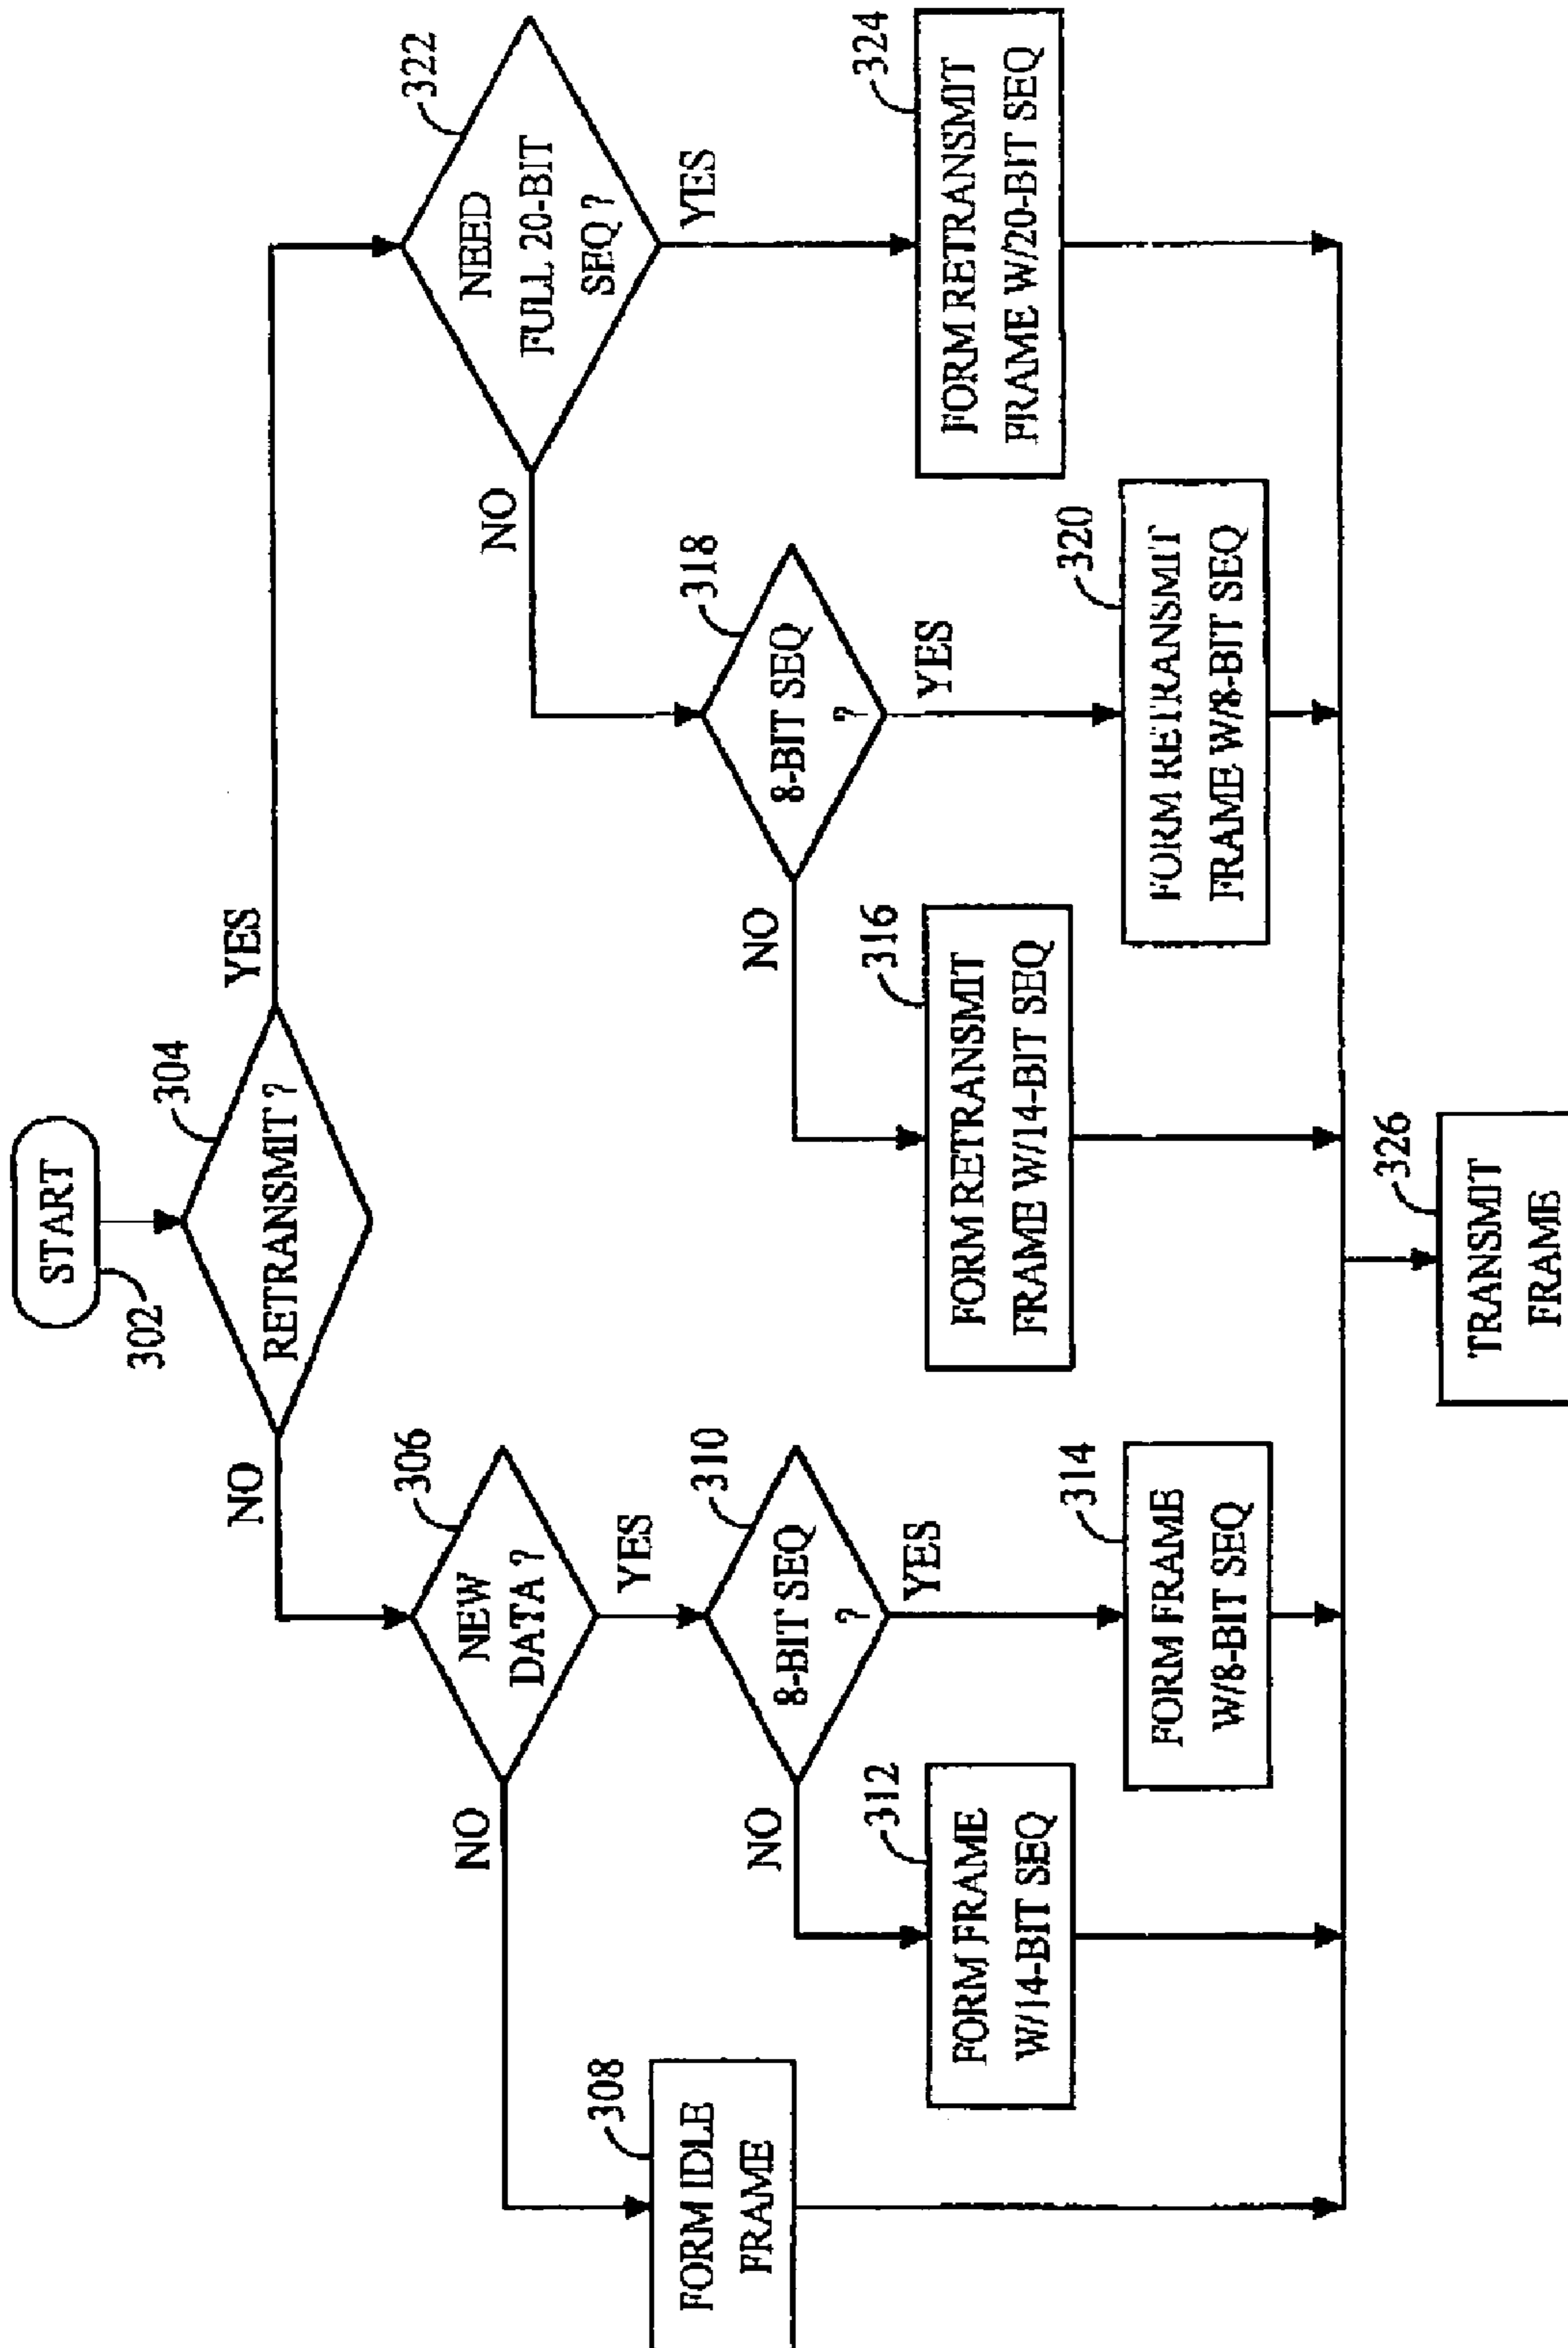 START
302
304
RETRANSMIT ?
NO
YES
306
NEW
DATA ?
NO
YES
322
NEED
FULL 20-BIT
SEQ ?
NO
YES
308
FORM IDLE
FRAME
310
8-BIT SEQ
?
NO
YES
318
8-BIT SEQ
?
NO
YES
312
FORM FRAME
W/14-BIT SEQ
316
FORM RETRANSMIT
FRAME W/14-BIT SEQ
324
FORM RETRANSMIT
FRAME W/20-BIT SEQ
314
FORM FRAME
W/8-BIT SEQ
320
FORM RETRANSMIT
FRAME W/8-BIT SEQ
326
TRANSMIT
FRAME